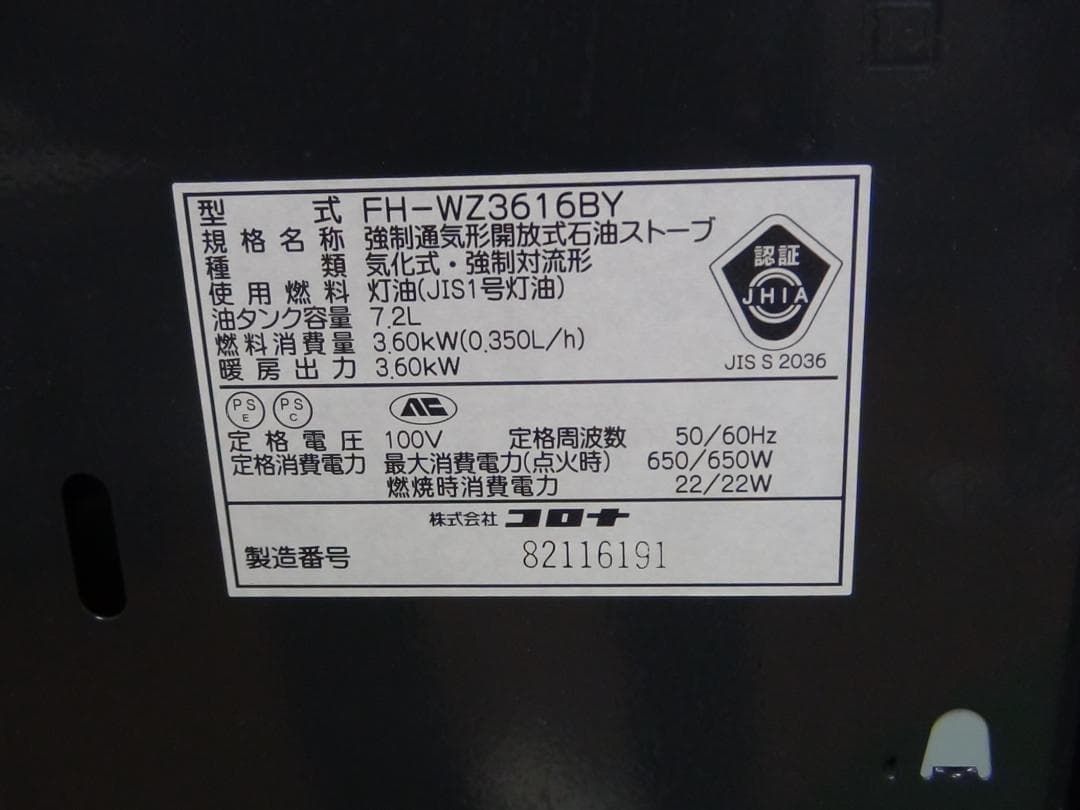 型式 FH-WZ3616BY
規格名称 強制通気形開放式石油ストーブ
種類 気化式・強制対流形
使用燃料 灯油(JIS1号灯油)
油タンク容量 7.2L
燃料消費量 3.60kW(0.350L/h)
暖房出力 3.60kW
認証
JHIA
JIS S 2036
PS E PS C
定格電圧 100V 定格周波数 50/60Hz
定格消費電力 最大消費電力(点火時) 650/650W
燃焼時消費電力 22/22W
株式会社 コロナ
製造番号 82116191